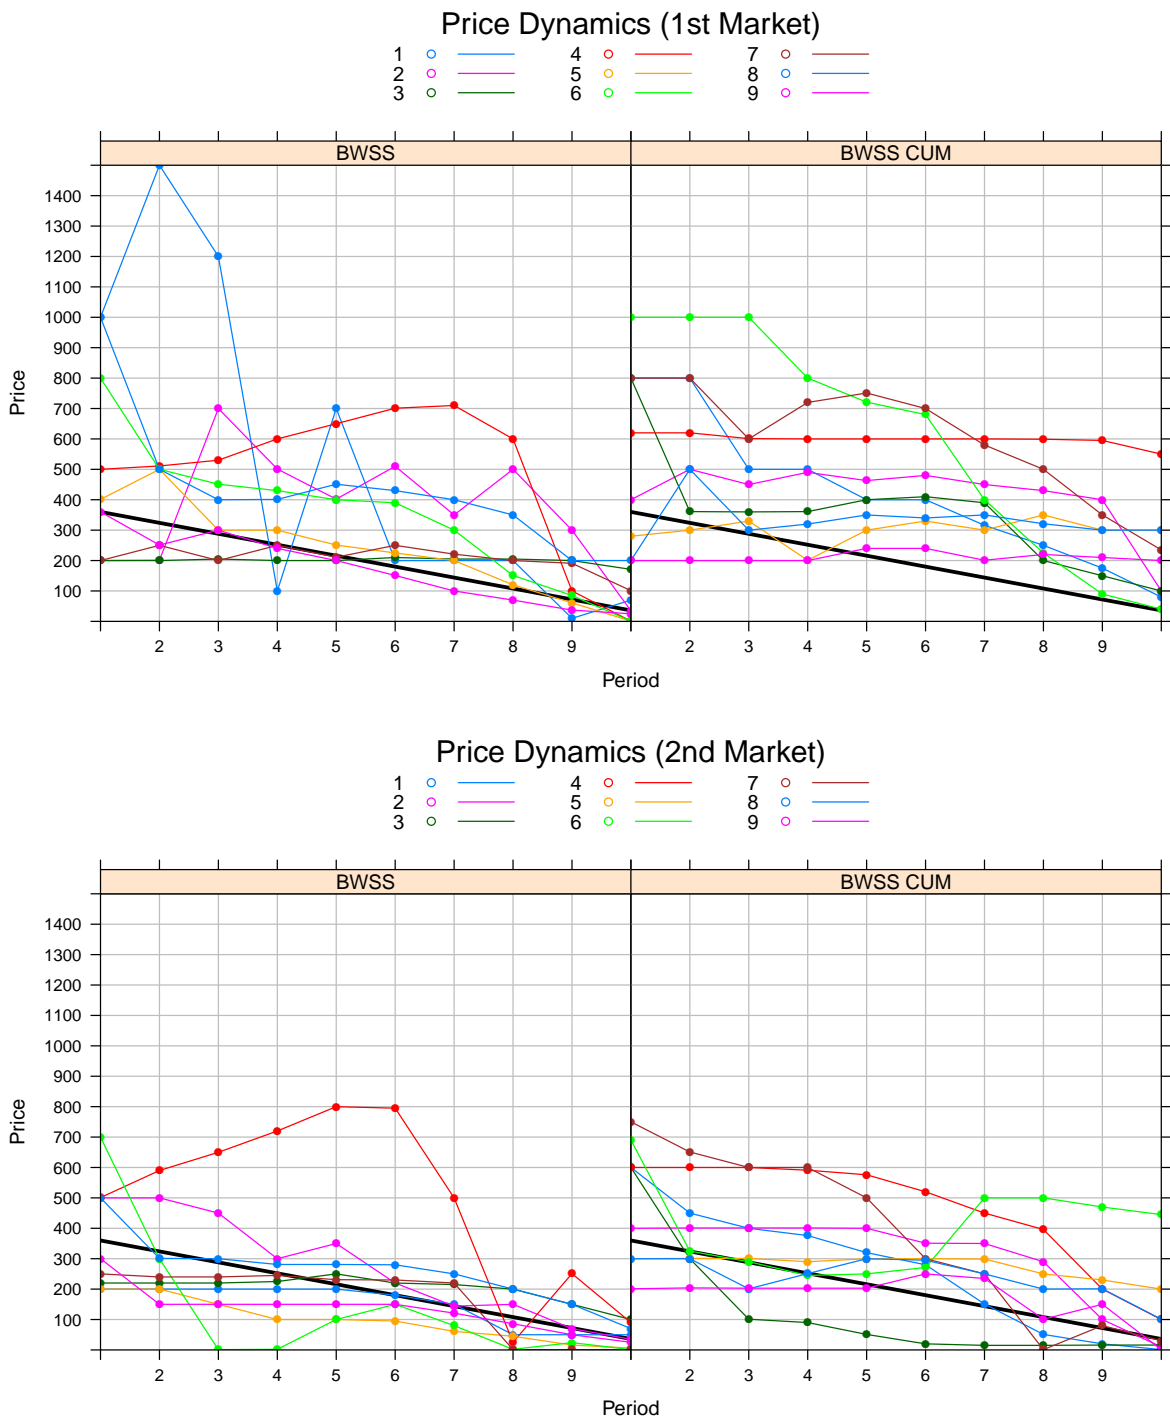 Price Dynamics (1st Market)
1 4 7
2 5 8
3 6 9
BWSS BWSS CUM
1400
1300
1200
1100
1000
900
800
700
600
500
400
300
200
100
Price
2 3 4 5 6 7 8 9 2 3 4 5 6 7 8 9
Period
Price Dynamics (2nd Market)
1 4 7
2 5 8
3 6 9
BWSS BWSS CUM
1400
1300
1200
1100
1000
900
800
700
600
500
400
300
200
100
Price
2 3 4 5 6 7 8 9 2 3 4 5 6 7 8 9
Period